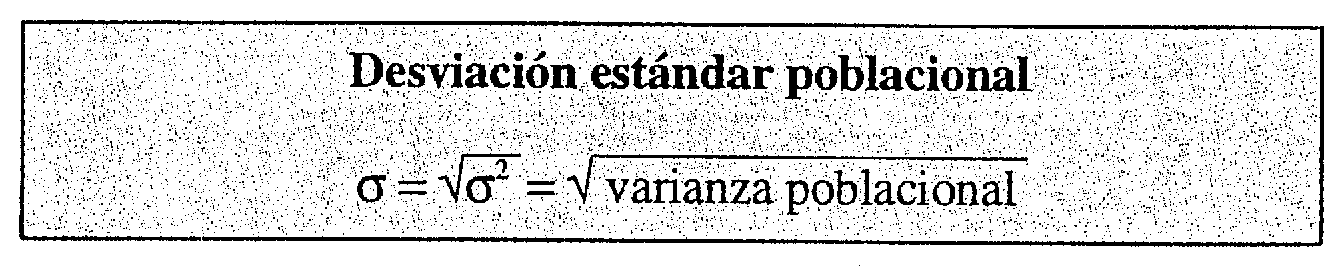 Desviación estándar poblacional
σ = √σ² = √ varianza poblacional